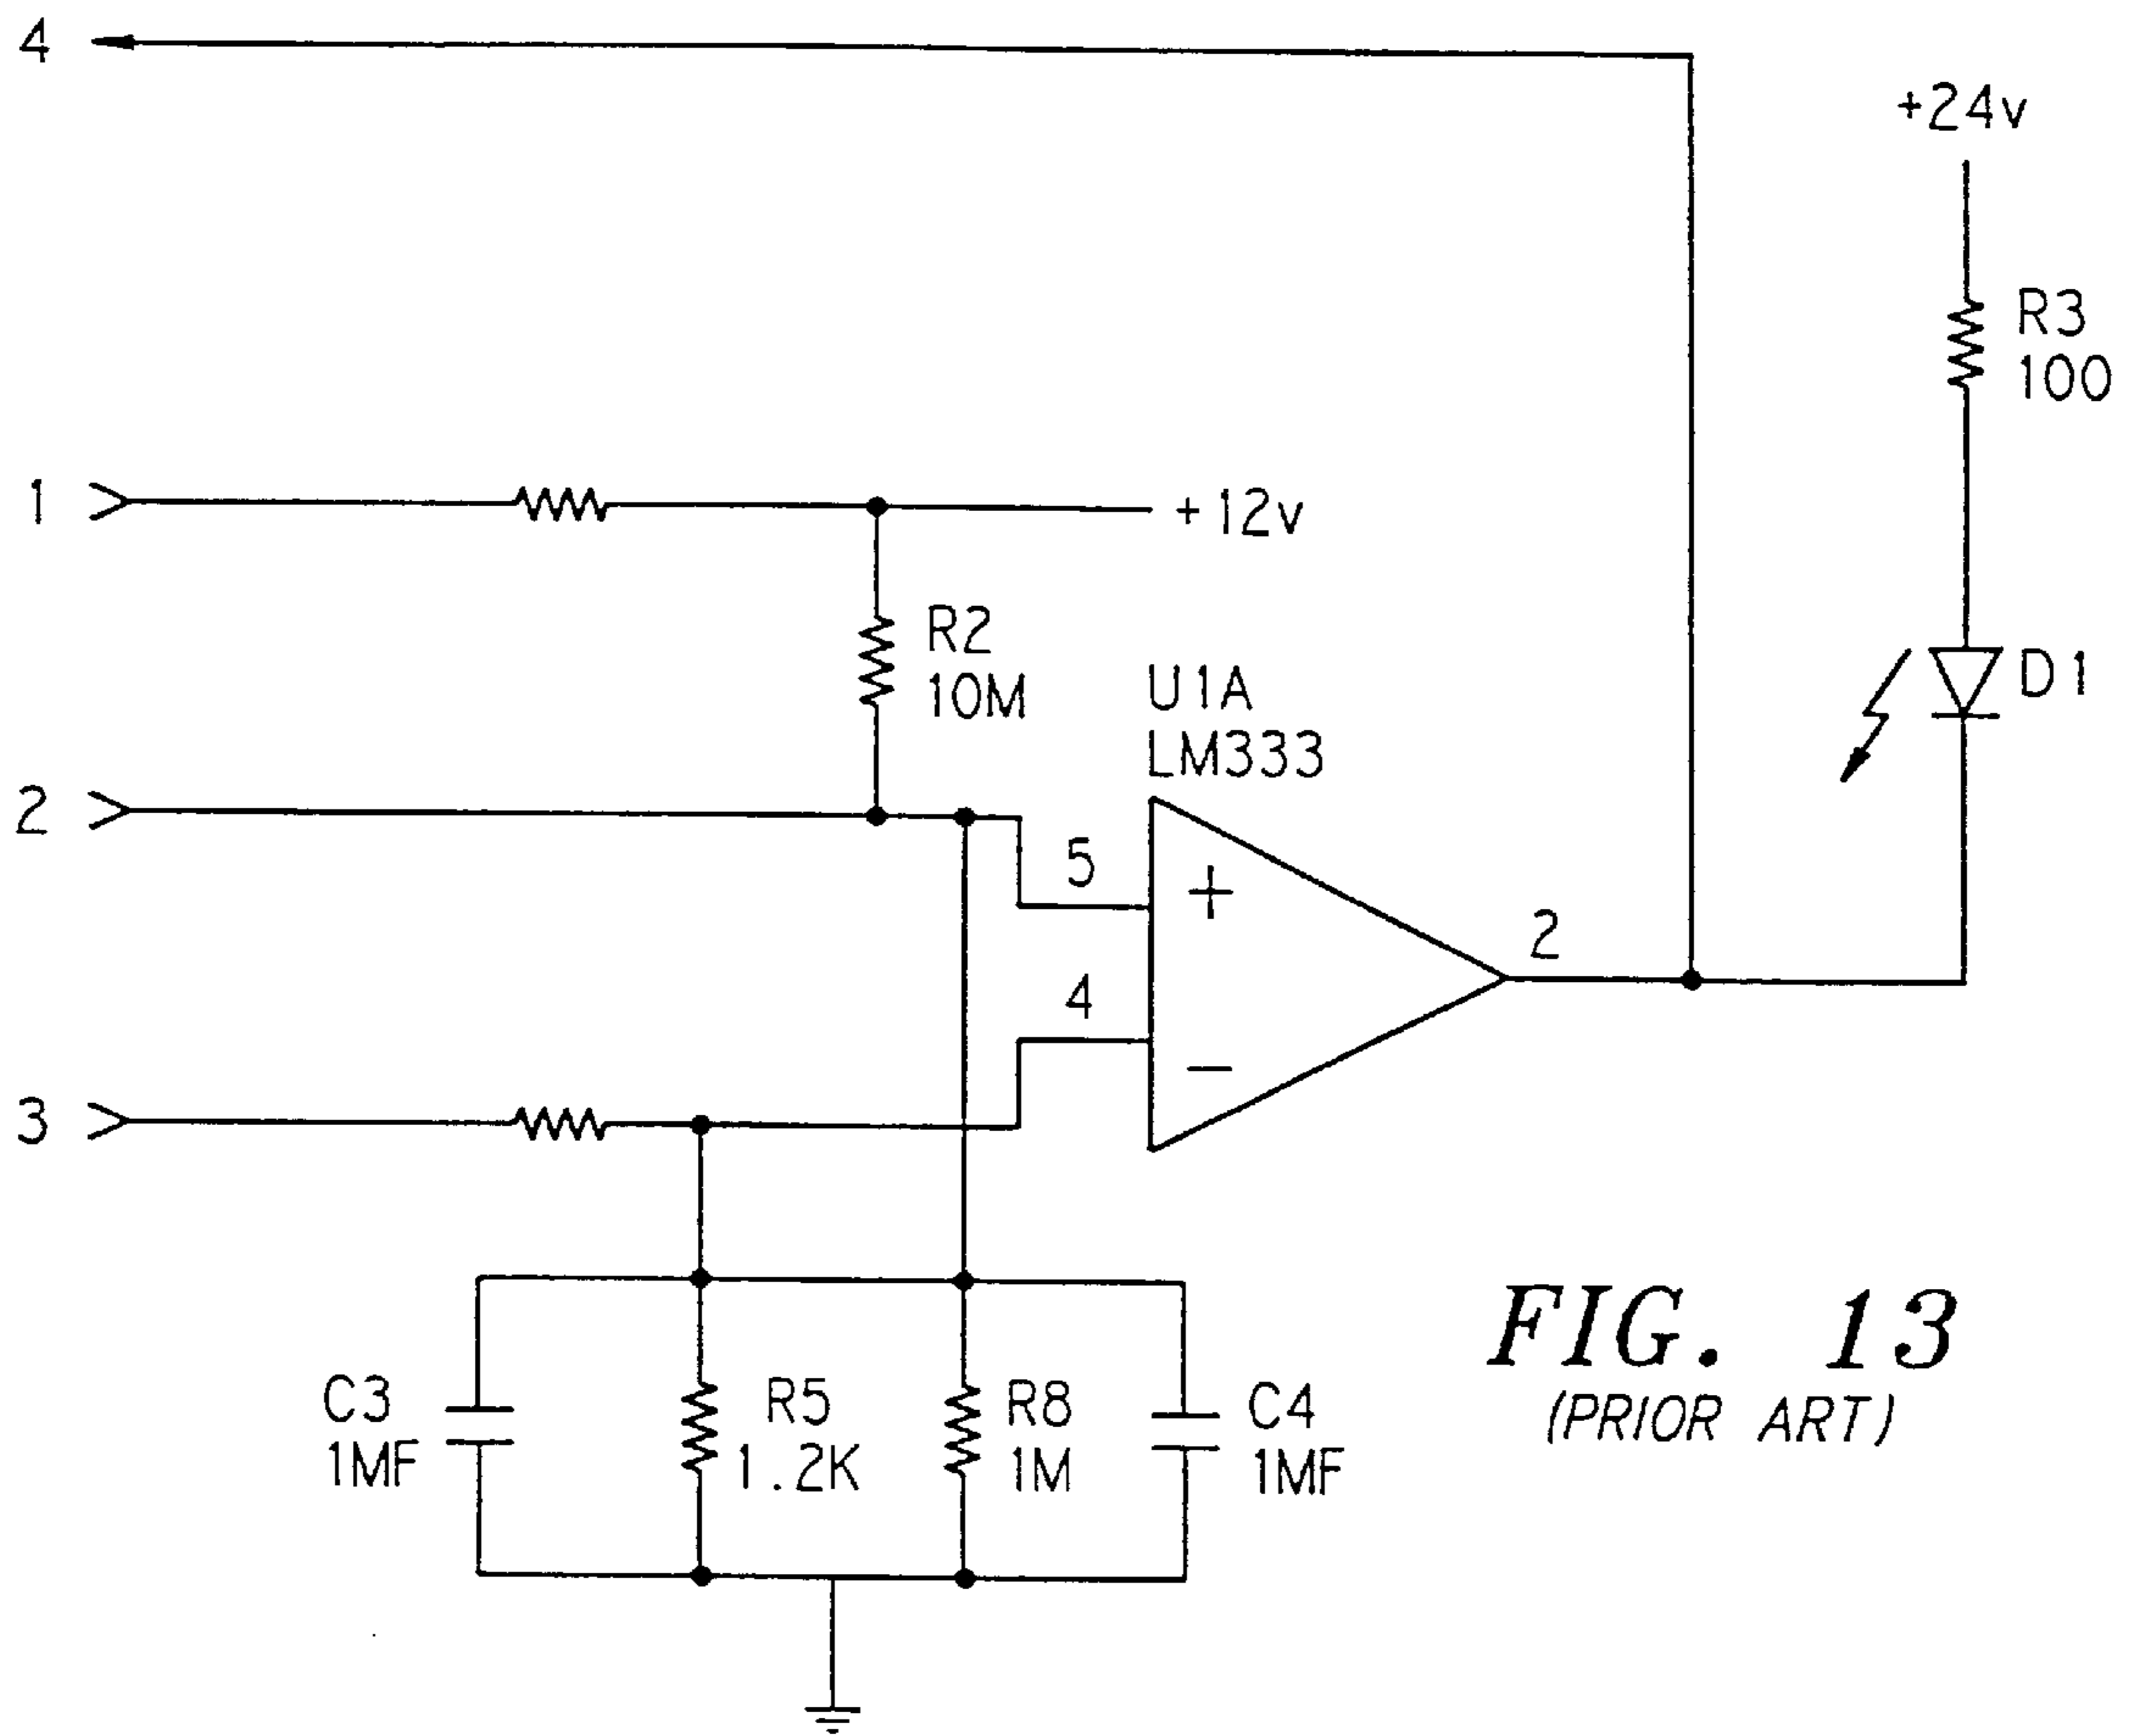 4
+24v
R3
100
1
+12v
R2
10M
U1A
LM333
D1
2
5
2
4
3
C3
1MF
R5
1.2K
R8
1M
C4
1MF
FIG. 13
(PRIOR ART)